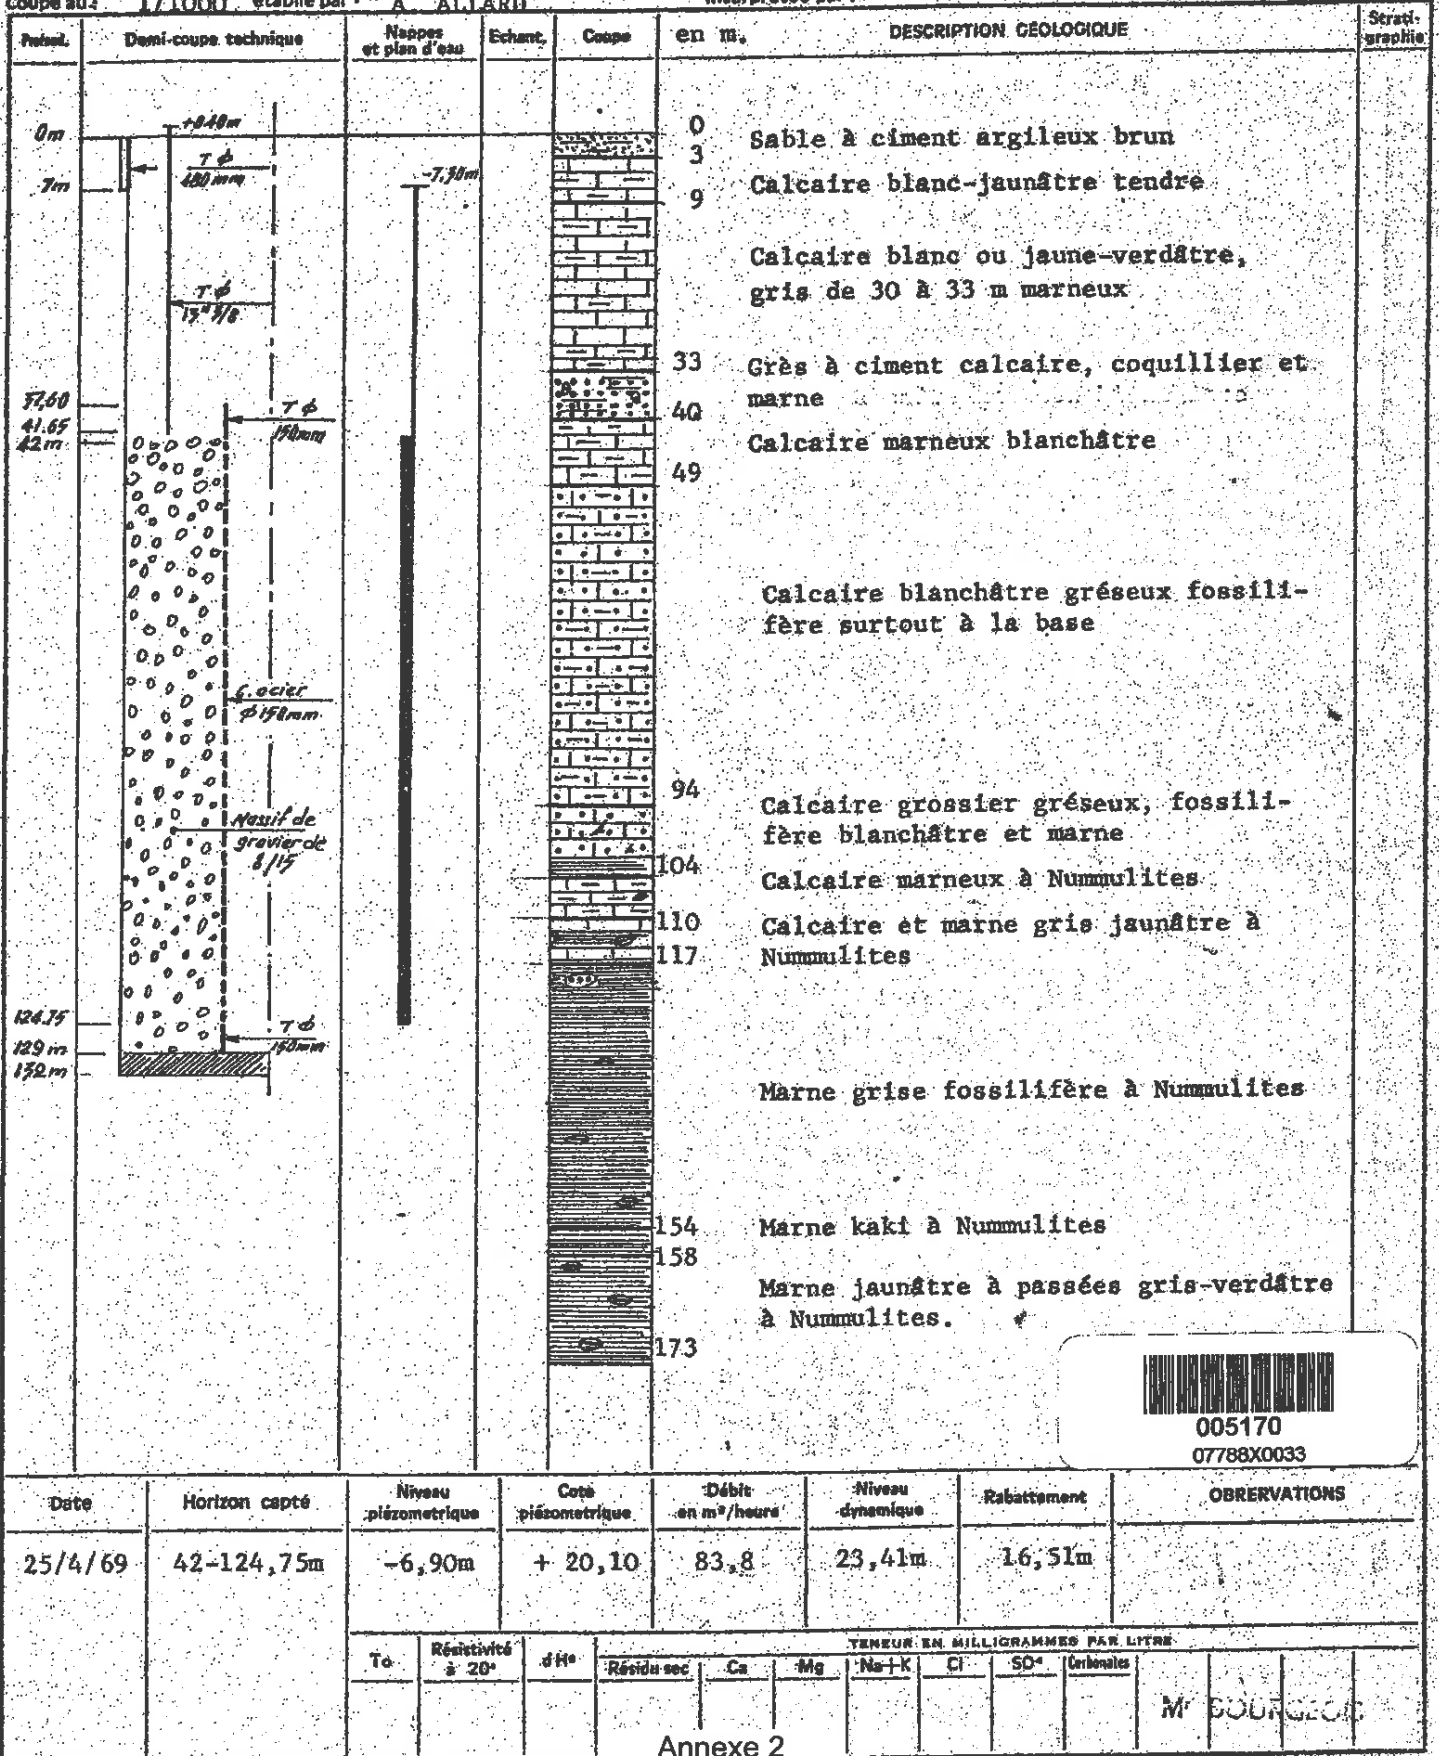 Coupe au: 1/1000 établie par: A. ALLARD
Profond. Demi-coupe technique Nappes et plan d'eau Echant. Coupe en m. DESCRIPTION GEOLOGIQUE Strati-graphie
0m
+0.40m
7m
T ø
480 mm
-7,30m
T ø
13" 3/8
37,60
41.65
42m
T ø
150mm
C. acier
ø 150mm
Massif de
gravier de
8/15
124.75
129 m
132 m
T ø
150mm
0
Sable à ciment argileux brun
3
Calcaire blanc-jaunâtre tendre
9
Calcaire blanc ou jaune-verdâtre,
gris de 30 à 33 m marneux
33
Grès à ciment calcaire, coquillier et
marne
40
Calcaire marneux blanchâtre
49
Calcaire blanchâtre gréseux fossili-
fère surtout à la base
94
Calcaire grossier gréseux, fossili-
fère blanchâtre et marne
104
Calcaire marneux à Nummulites
110
Calcaire et marne gris jaunâtre à
117
Nummulites
Marne grise fossilifère à Nummulites
154
Marne kaki à Nummulites
158
Marne jaunâtre à passées gris-verdâtre
à Nummulites.
173
005170
07788X0033
Date Horizon capté Niveau piézometrique Cote piézometrique Débit en m³/heure Niveau dynamique Rabattement OBRERVATIONS
25/4/69 42-124,75m -6,90m + 20,10 83,8 23,41m 16,51m
TENEUR EN MILLIGRAMMES PAR LITRE
To Résistivité à 20° dH° Résidu sec Ca Mg Na+K Cl SO⁴ Carbonates
Mr BOURGEOIS
Annexe 2